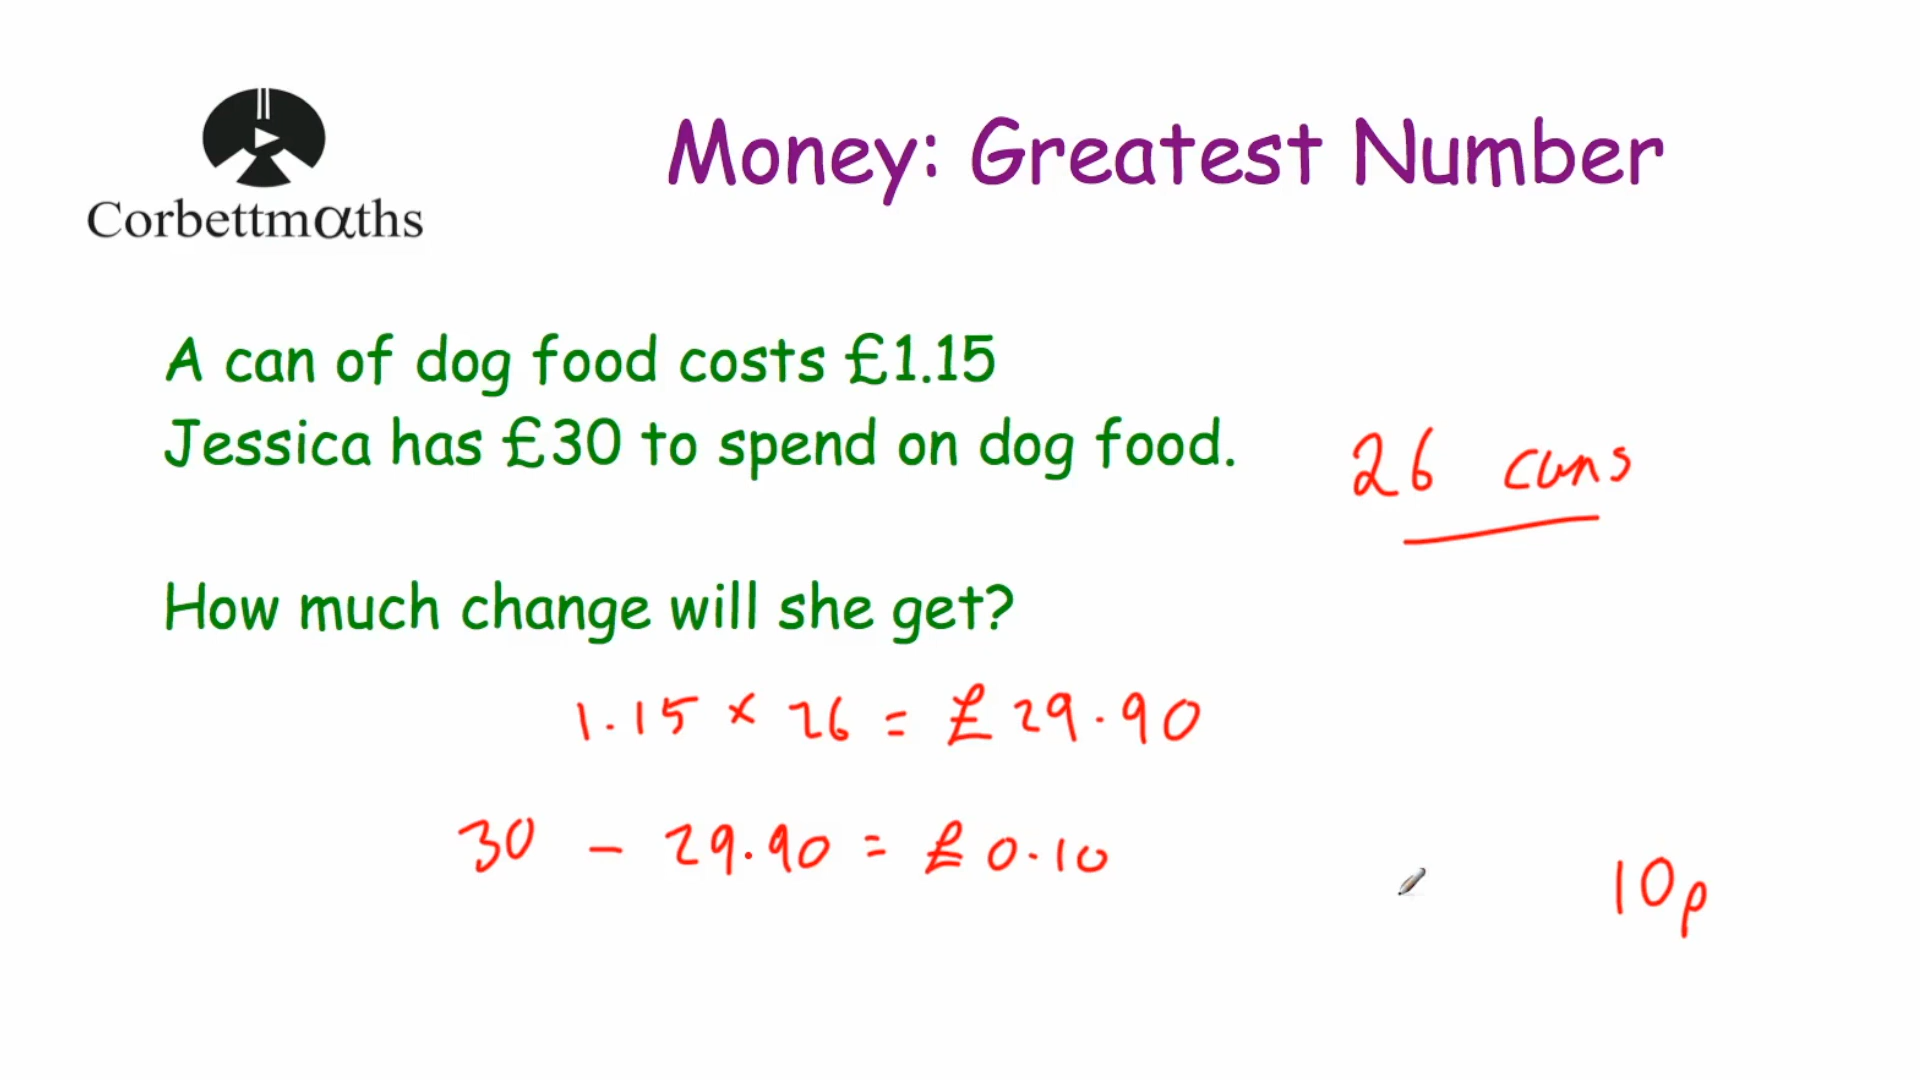 Corbettmαths
Money: Greatest Number
A can of dog food costs £1.15
Jessica has £30 to spend on dog food.
26 cans
How much change will she get?
1.15 × 26 = £29.90
30 - 29.90 = £0.10
10p